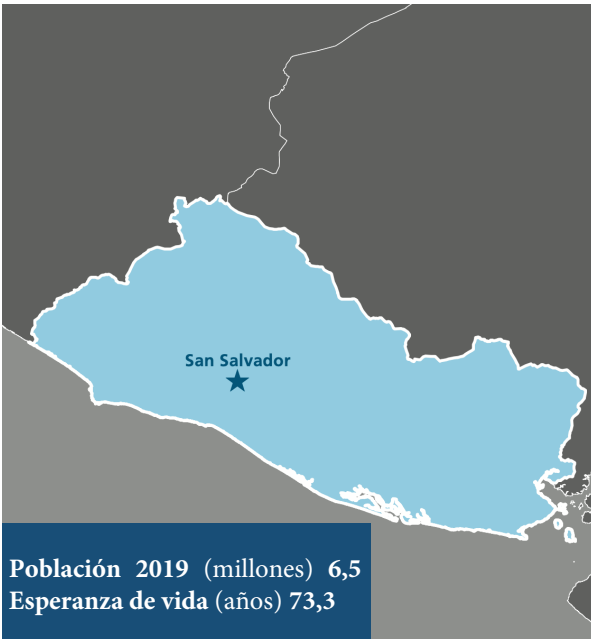 San Salvador
Población 2019 (millones) 6,5
Esperanza de vida (años) 73,3